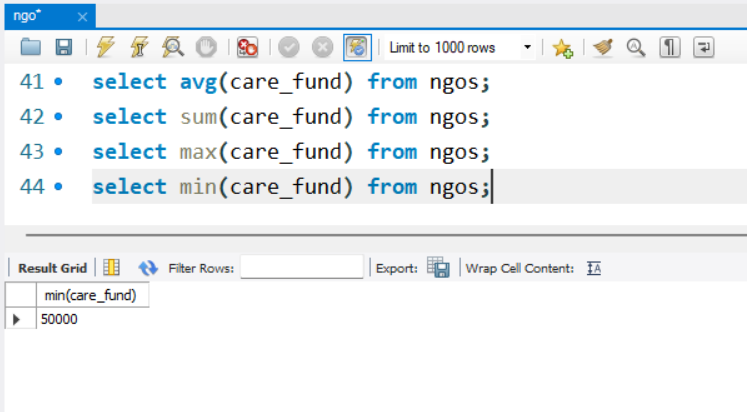 ngo*
Limit to 1000 rows
41 select avg(care_fund) from ngos;
42 select sum(care_fund) from ngos;
43 select max(care_fund) from ngos;
44 select min(care_fund) from ngos;
Result Grid Filter Rows: Export: Wrap Cell Content: IA
min(care_fund)
50000